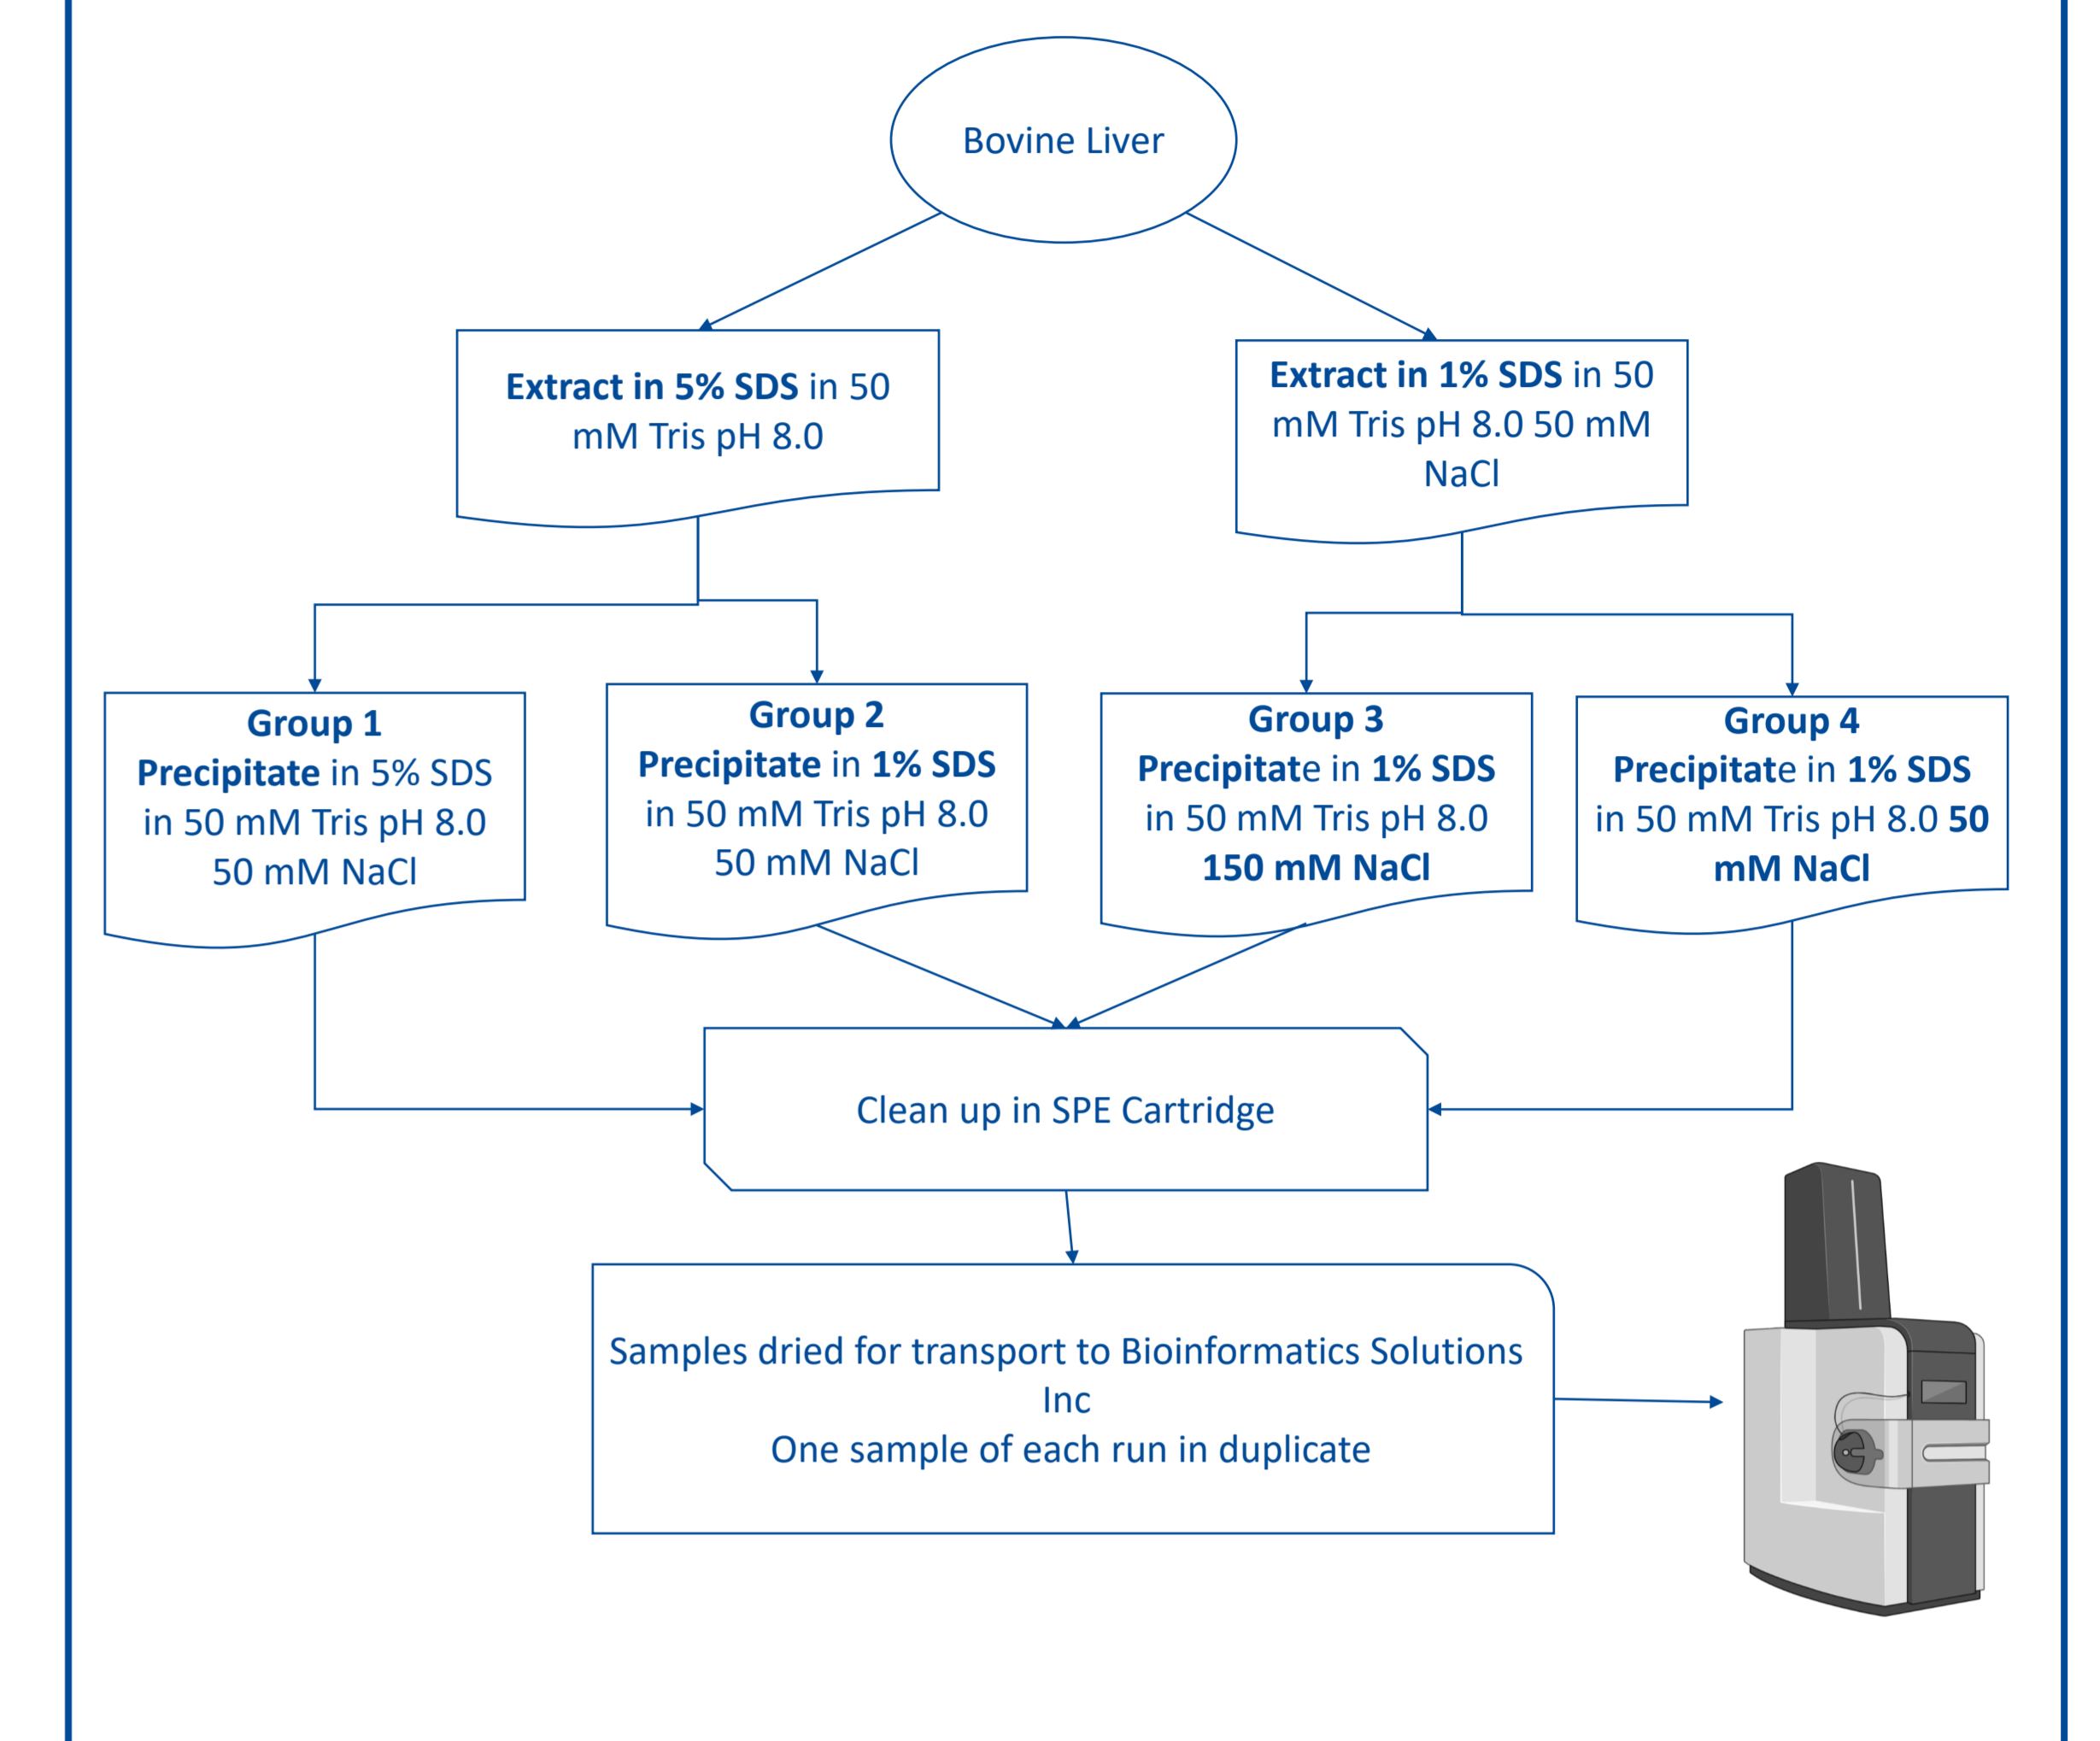 Bovine Liver
Extract in 5% SDS in 50
mM Tris pH 8.0
Extract in 1% SDS in 50
mM Tris pH 8.0 50 mM
NaCl
Group 1
Precipitate in 5% SDS
in 50 mM Tris pH 8.0
50 mM NaCl
Group 2
Precipitate in 1% SDS
in 50 mM Tris pH 8.0
50 mM NaCl
Group 3
Precipitate in 1% SDS
in 50 mM Tris pH 8.0
150 mM NaCl
Group 4
Precipitate in 1% SDS
in 50 mM Tris pH 8.0 50
mM NaCl
Clean up in SPE Cartridge
Samples dried for transport to Bioinformatics Solutions
Inc
One sample of each run in duplicate